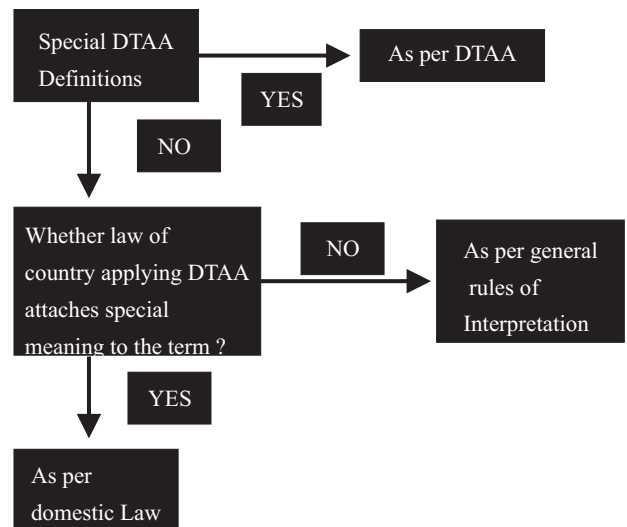 Special DTAA
Definitions
As per DTAA
YES
NO
Whether law of
country applying DTAA
attaches special
meaning to the term ?
NO
As per general
rules of
Interpretation
YES
As per
domestic Law